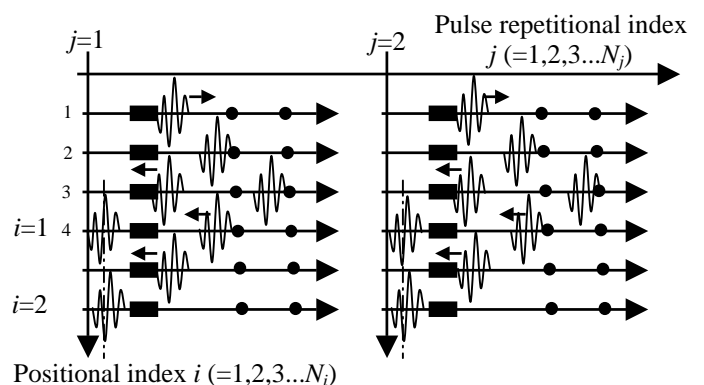 Pulse repetitional index
j (=1,2,3...Nj)
j=1
j=2
1
2
3
i=1 4
i=2
Positional index i (=1,2,3...Ni)